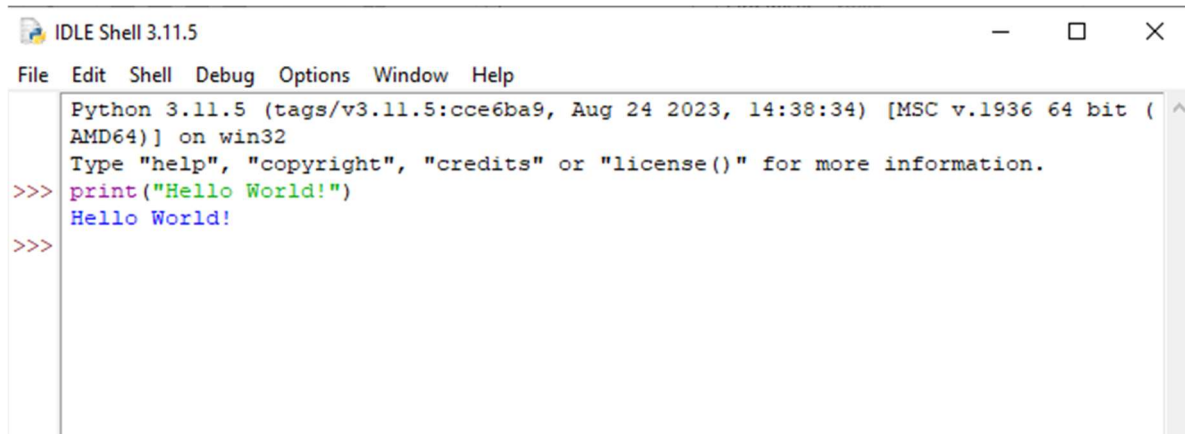 IDLE Shell 3.11.5
File Edit Shell Debug Options Window Help
Python 3.11.5 (tags/v3.11.5:cce6ba9, Aug 24 2023, 14:38:34) [MSC v.1936 64 bit (
AMD64)] on win32
Type "help", "copyright", "credits" or "license()" for more information.
>>> print("Hello World!")
Hello World!
>>>